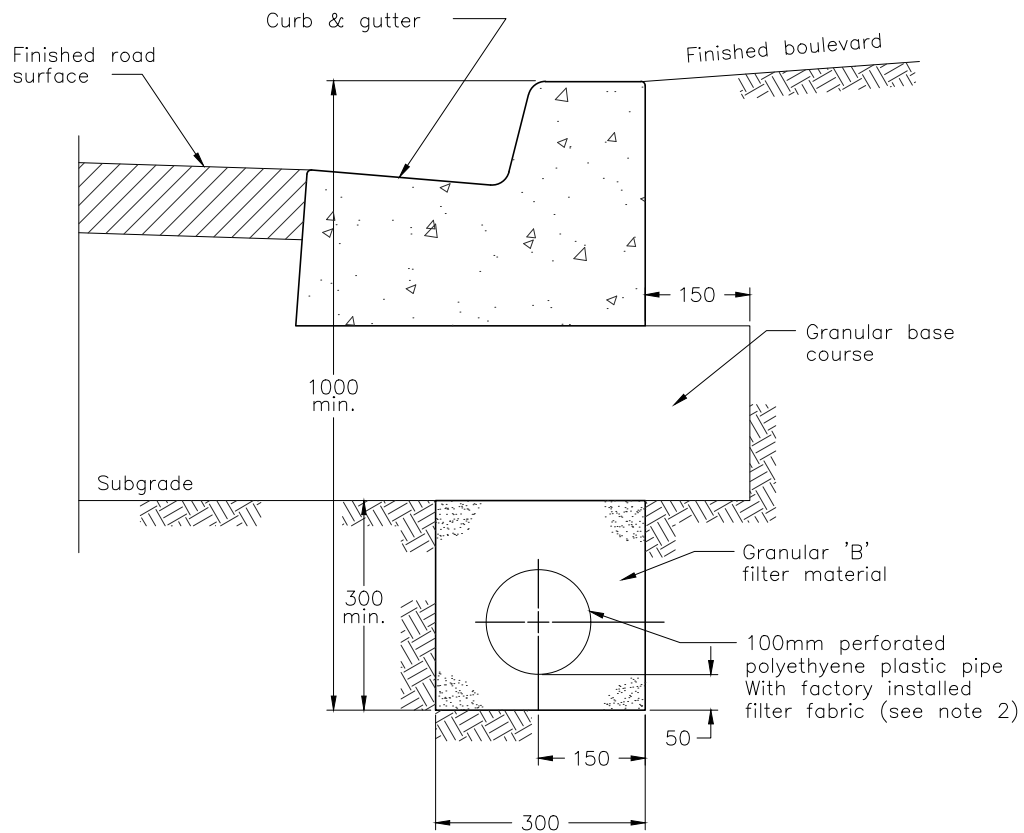 Curb & gutter
Finished road
surface
Finished boulevard
150
Granular base
course
1000
min.
Subgrade
Granular 'B'
filter material
300
min.
100mm perforated
polyethyene plastic pipe
With factory installed
filter fabric (see note 2)
50
150
300